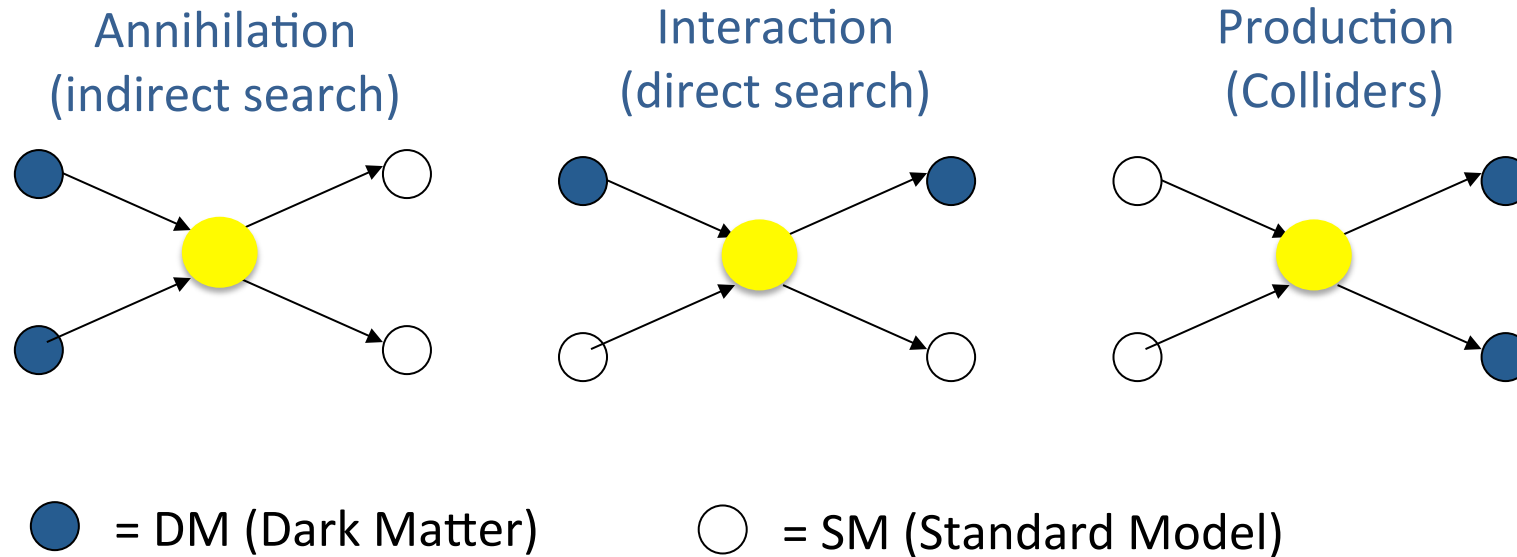 Annihilation
(indirect search)
Interaction
(direct search)
Production
(Colliders)
= DM (Dark Matter)
= SM (Standard Model)